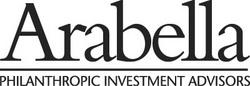 Arabella
PHILANTHROPIC INVESTMENT ADVISORS